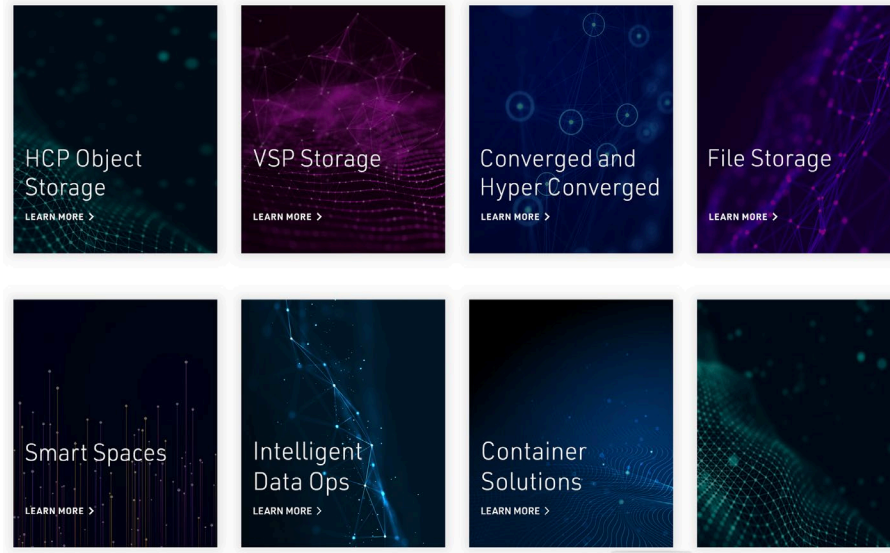 HCP Object
Storage
LEARN MORE >
VSP Storage
LEARN MORE >
Converged and
Hyper Converged
LEARN MORE >
File Storage
LEARN MORE >
Smart Spaces
LEARN MORE >
Intelligent
Data Ops
LEARN MORE >
Container
Solutions
LEARN MORE >